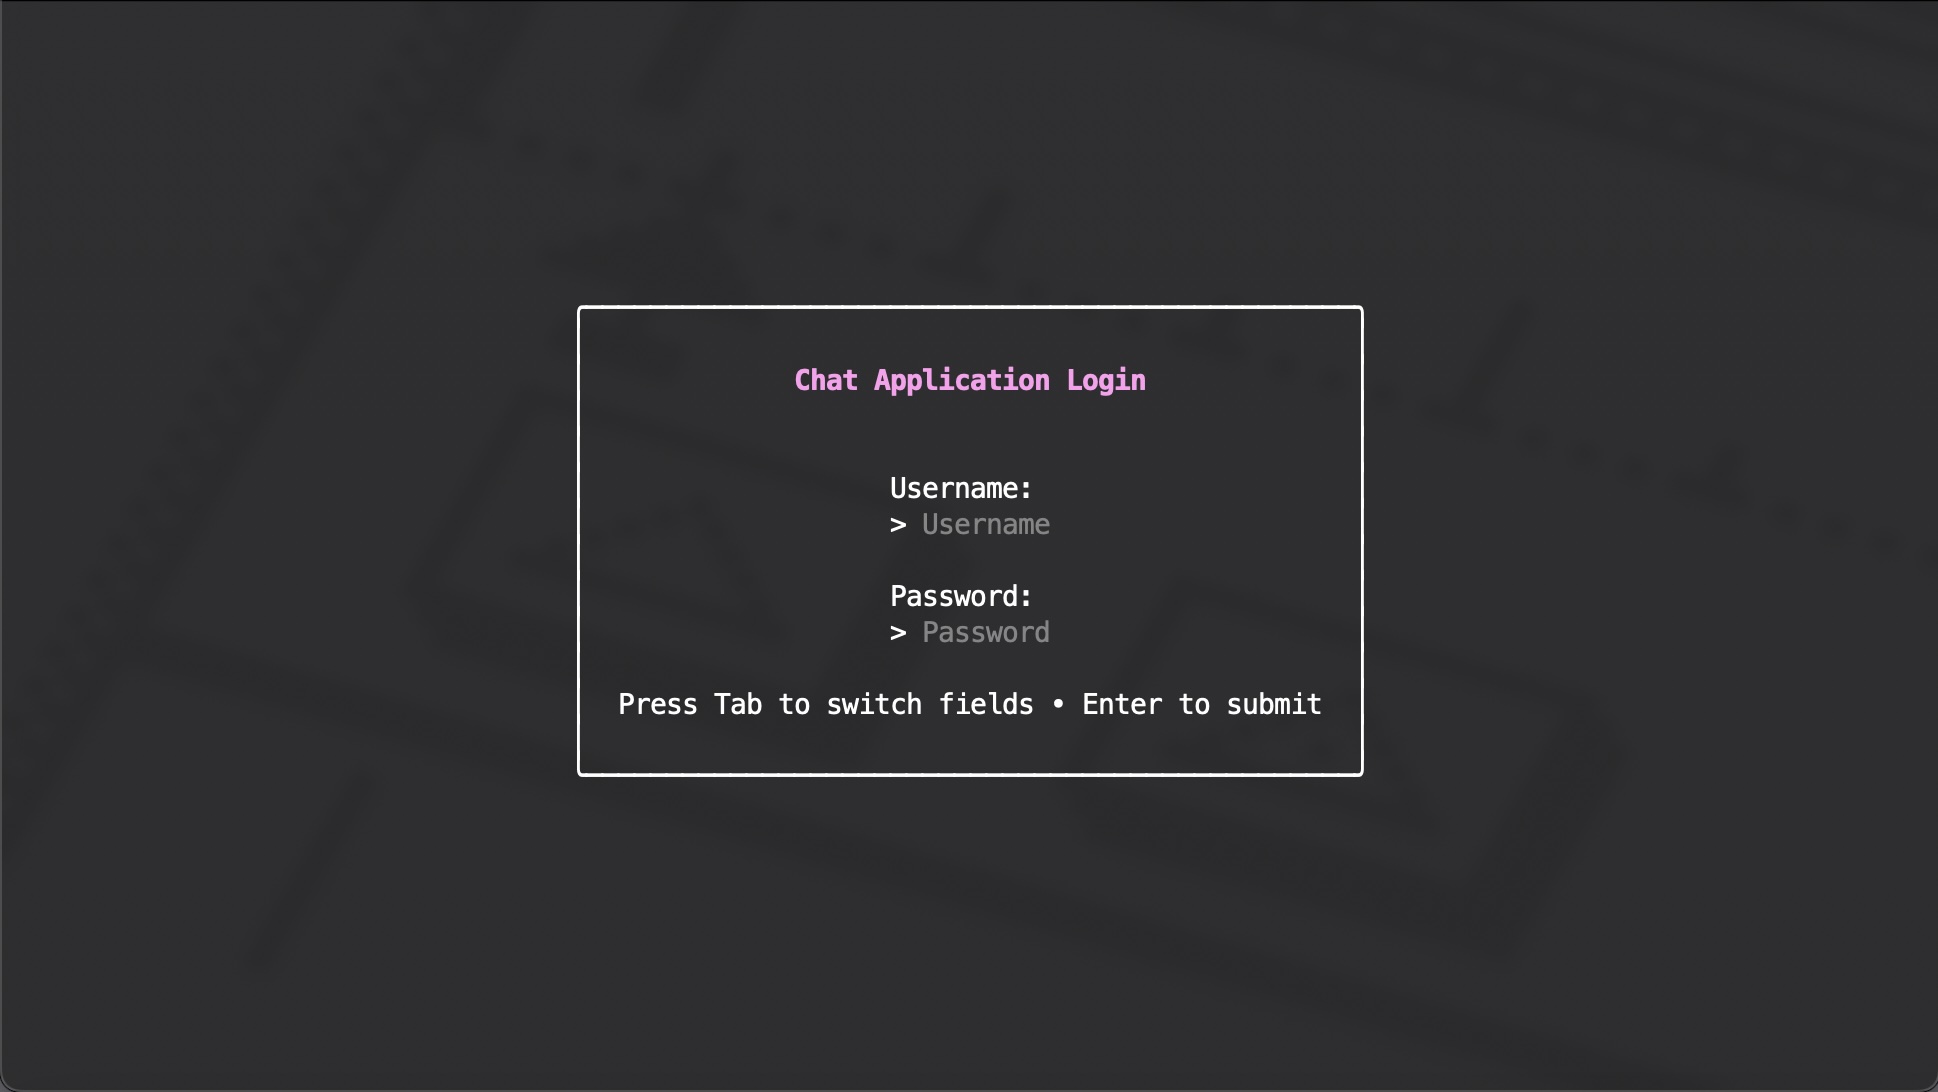 Chat Application Login
Username:
> Username
Password:
> Password
Press Tab to switch fields • Enter to submit